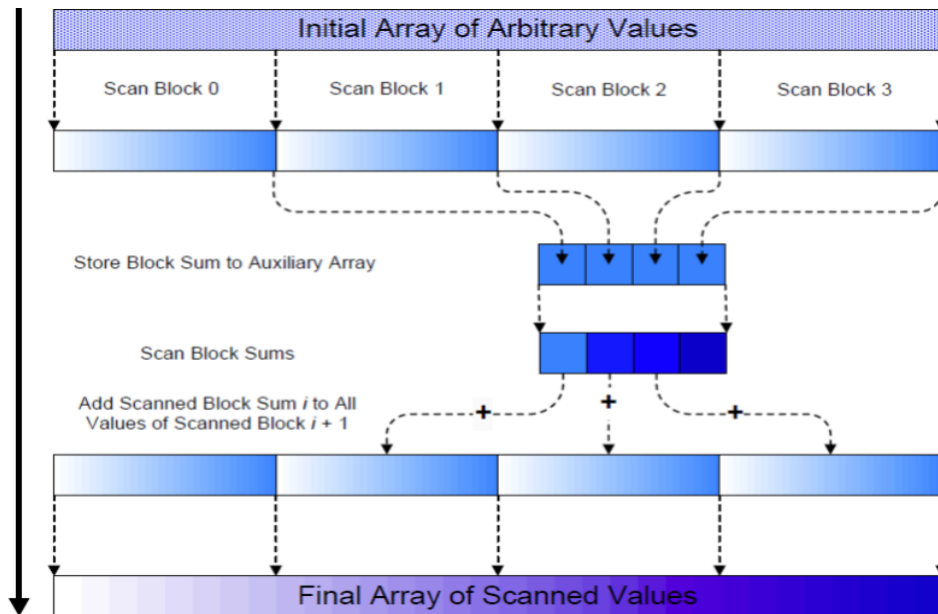 Initial Array of Arbitrary Values
Scan Block 0
Scan Block 1
Scan Block 2
Scan Block 3
Store Block Sum to Auxiliary Array
Scan Block Sums
Add Scanned Block Sum i to All
Values of Scanned Block i + 1
+
+
+
Final Array of Scanned Values